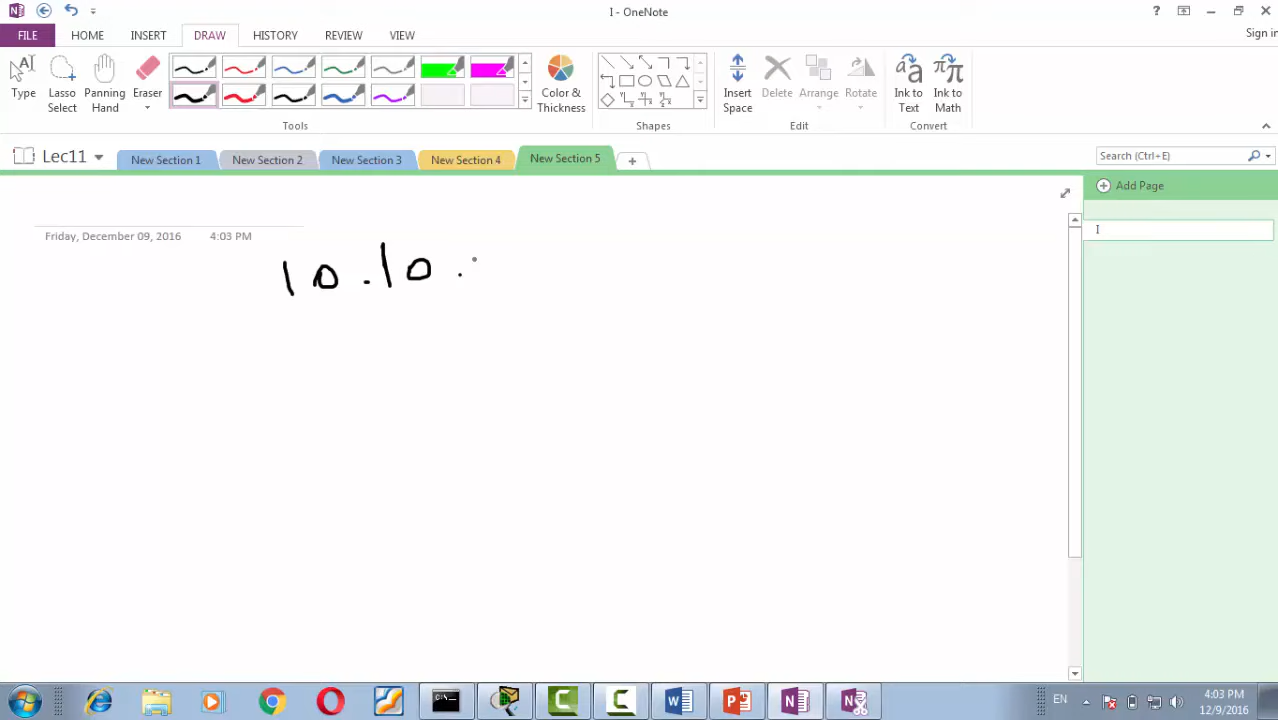 I - OneNote
?
FILE HOME INSERT DRAW HISTORY REVIEW VIEW
Sign in
Type
Lasso Select
Panning Hand
Eraser
Color & Thickness
Insert Space
Delete
Arrange
Rotate
Ink to Text
Ink to Math
Tools
Shapes
Edit
Convert
Lec11
New Section 1
New Section 2
New Section 3
New Section 4
New Section 5
Search (Ctrl+E)
Add Page
I
Friday, December 09, 2016 4:03 PM
10.10.
EN
4:03 PM
12/9/2016